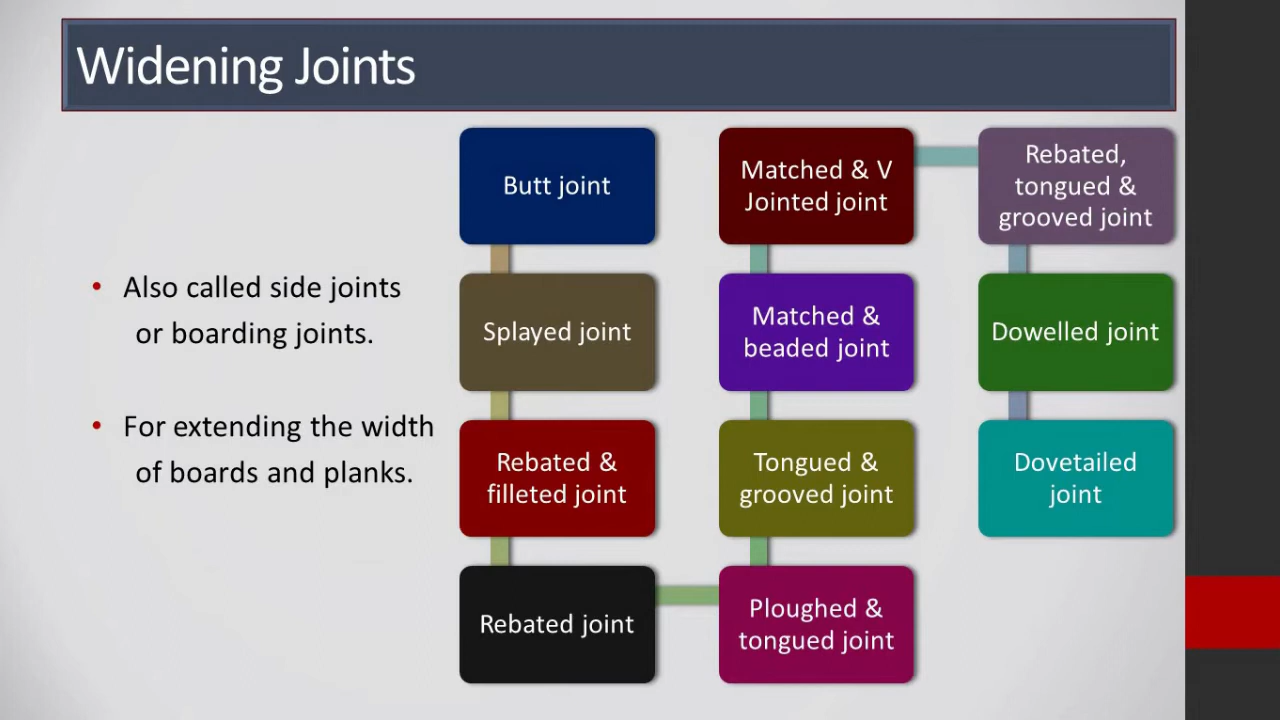 Widening Joints
• Also called side joints
or boarding joints.
• For extending the width
of boards and planks.
Butt joint
Splayed joint
Rebated &
filleted joint
Rebated joint
Ploughed &
tongued joint
Tongued &
grooved joint
Matched &
beaded joint
Matched & V
Jointed joint
Rebated,
tongued &
grooved joint
Dowelled joint
Dovetailed
joint